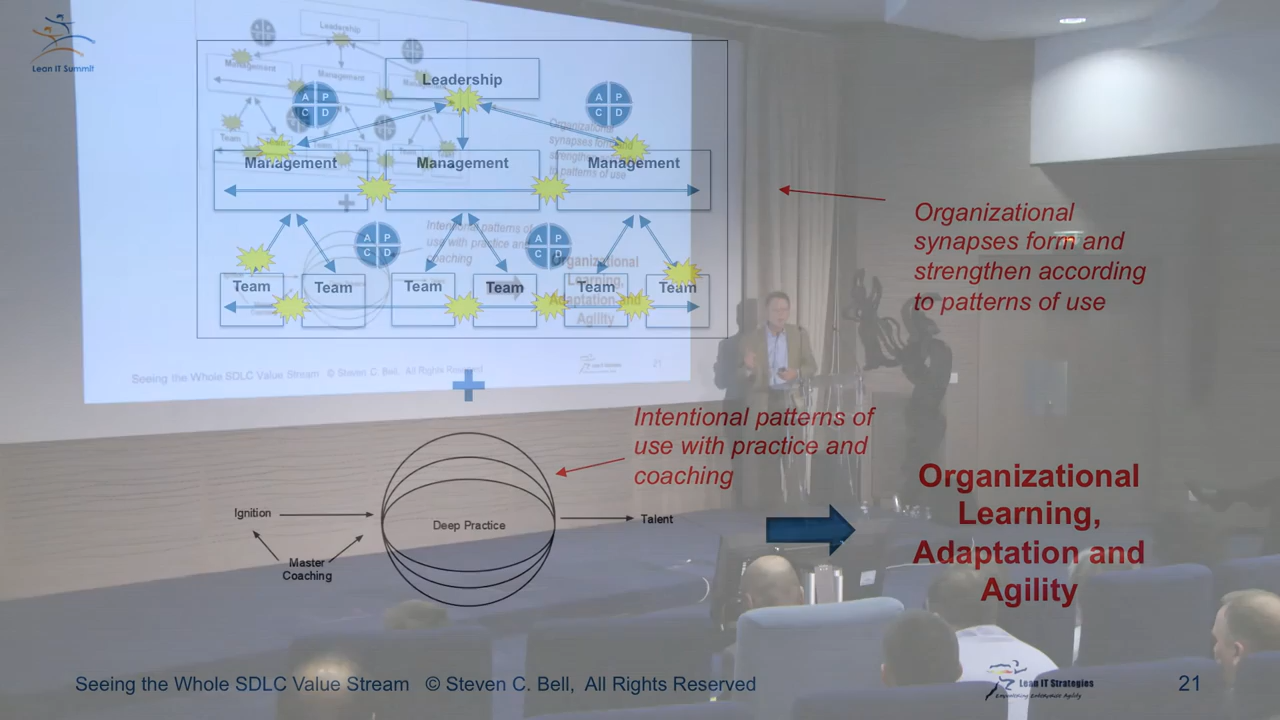 Lean IT Summit
Leadership
A P
C D
A P
C D
Management
Management
Management
A P
C D
A P
C D
Team
Team
Team
Team
Team
Team
Organizational
synapses form and
strengthen according
to patterns of use
Intentional patterns of
use with practice and
coaching
Ignition
Deep Practice
Talent
Master
Coaching
Organizational
Learning,
Adaptation and
Agility
Seeing the Whole SDLC Value Stream © Steven C. Bell, All Rights Reserved
Lean IT Strategies
Empowering Enterprise Agility
21
Leadership
Management
Management
Team
Organizational
synapses form
strengthen
to patterns of use
Intentional patterns of
use with practice and
coaching
Organizational
Learning,
Adaptation and
Agility
Seeing the Whole SDLC Value Stream © Steven C. Bell, All Rights Reserved
21